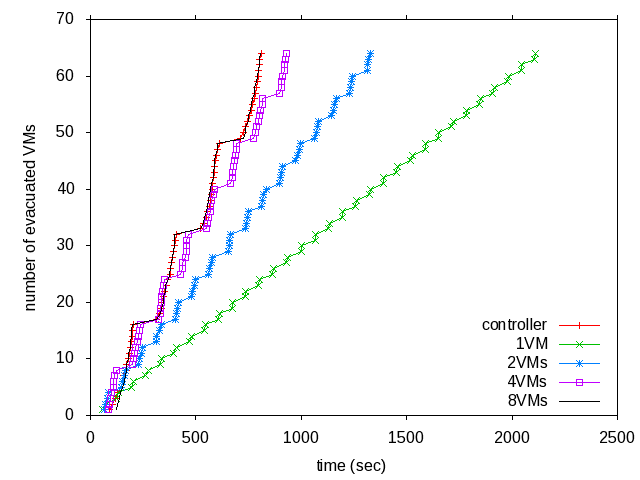 70
60
50
40
30
20
10
0
number of evacuated VMs
controller
1VM
2VMs
4VMs
8VMs
0 500 1000 1500 2000 2500
time (sec)